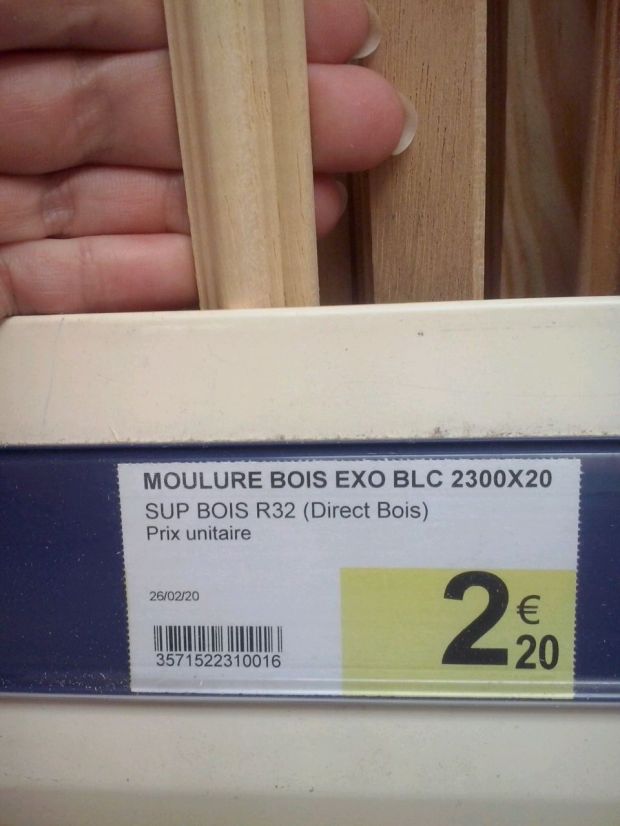 MOULURE BOIS EXO BLC 2300X20
SUP BOIS R32 (Direct Bois)
Prix unitaire
26/02/20
2 € 20
3571522310016